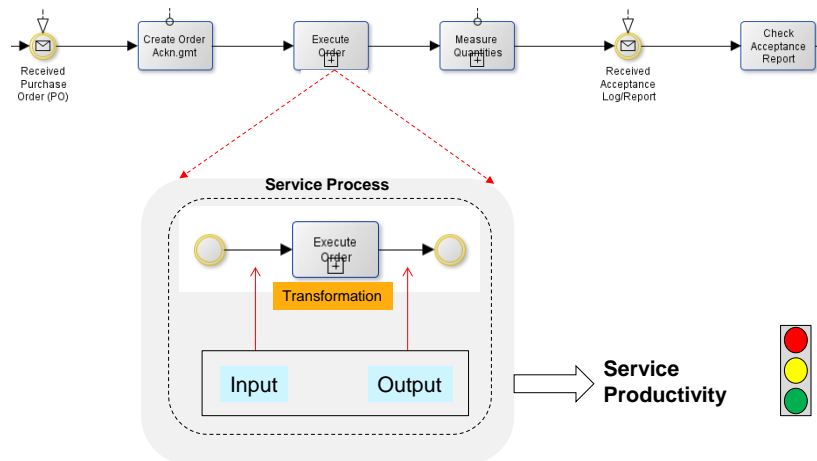 Create Order
Ackn.gmt
Execute
Order
Measure
Quantities
Check
Acceptance
Report
Received
Purchase
Order (PO)
Received
Acceptance
Log/Report
Service Process
Execute
Order
Transformation
Input
Output
Service
Productivity